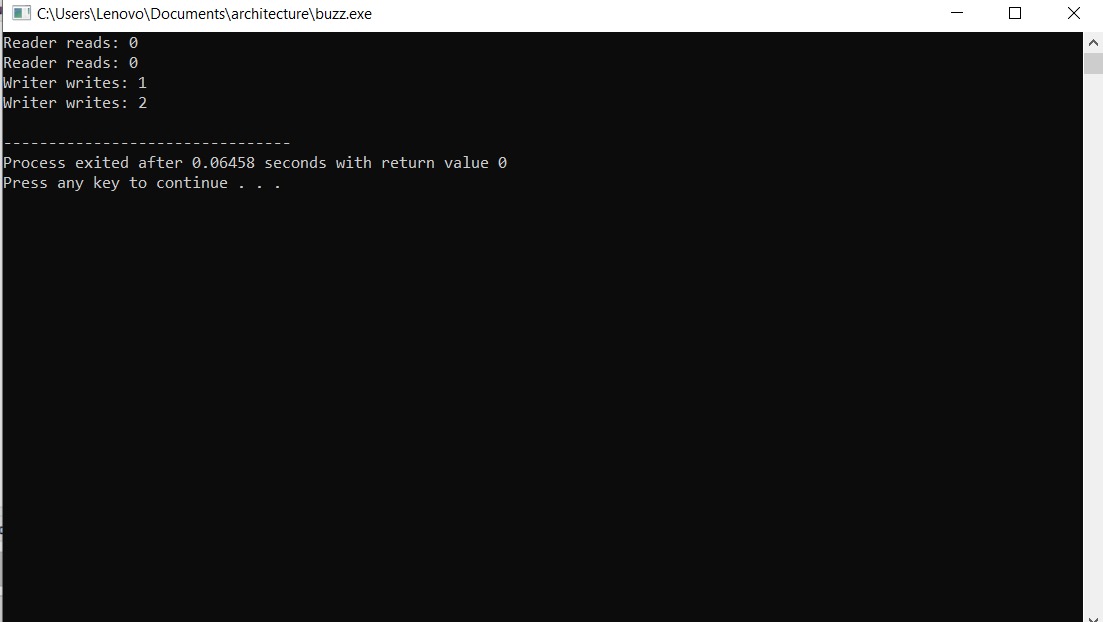 C:\Users\Lenovo\Documents\architecture\buzz.exe
Reader reads: 0
Reader reads: 0
Writer writes: 1
Writer writes: 2
--------------------------------
Process exited after 0.06458 seconds with return value 0
Press any key to continue . . .